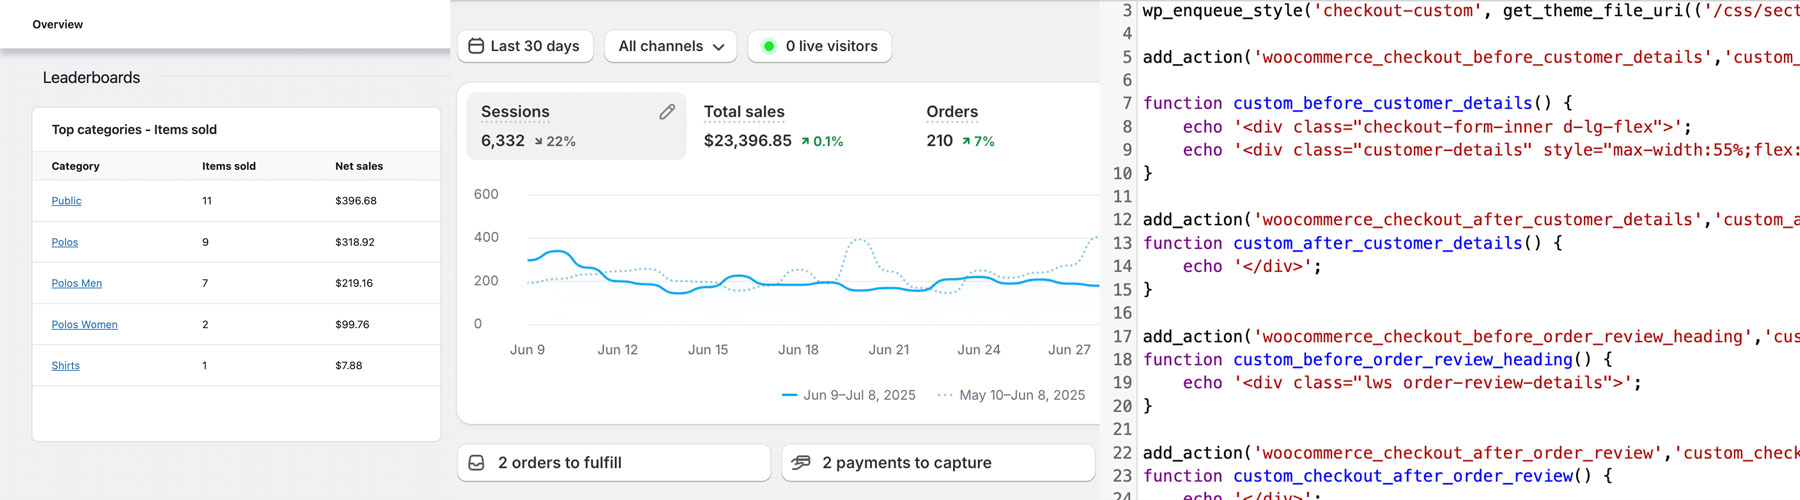 Overview
Leaderboards
Top categories - Items sold
Category Items sold Net sales
Public 11 $396.68
Polos 9 $318.92
Polos Men 7 $219.16
Polos Women 2 $99.76
Shirts 1 $7.88
Last 30 days All channels 0 live visitors
Sessions Total sales Orders
6,332 ↘ 22% $23,396.85 ↗ 0.1% 210 ↗ 7%
600
400
200
0
Jun 9 Jun 12 Jun 15 Jun 18 Jun 21 Jun 24 Jun 27
Jun 9–Jul 8, 2025 May 10–Jun 8, 2025
2 orders to fulfill 2 payments to capture
3 wp_enqueue_style('checkout-custom', get_theme_file_uri(('/css/sect
4
5 add_action('woocommerce_checkout_before_customer_details','custom_
6
7 function custom_before_customer_details() {
8 echo '<div class="checkout-form-inner d-lg-flex">';
9 echo '<div class="customer-details" style="max-width:55%;flex:
10 }
11
12 add_action('woocommerce_checkout_after_customer_details','custom_a
13 function custom_after_customer_details() {
14 echo '</div>';
15 }
16
17 add_action('woocommerce_checkout_before_order_review_heading','cus
18 function custom_before_order_review_heading() {
19 echo '<div class="lws order-review-details">';
20 }
21
22 add_action('woocommerce_checkout_after_order_review','custom_check
23 function custom_checkout_after_order_review() {
24 echo '</div>';